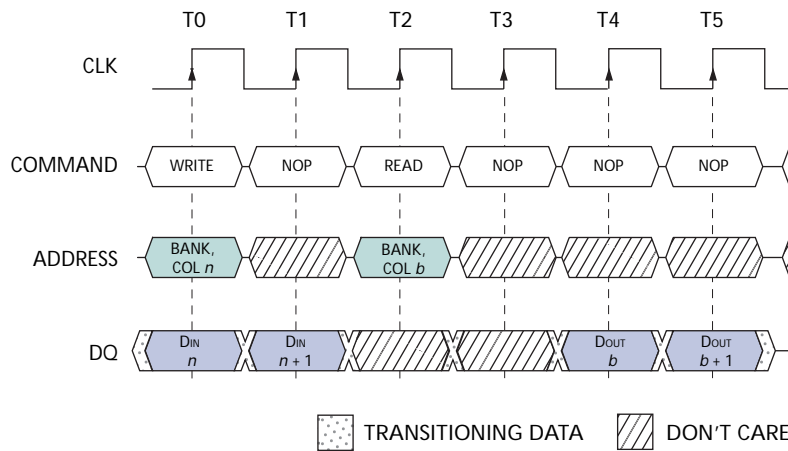 T0 T1 T2 T3 T4 T5
CLK
COMMAND WRITE NOP READ NOP NOP NOP
ADDRESS
BANK,
COL n
BANK,
COL b
DQ
DIN
n
DIN
n + 1
DOUT
b
DOUT
b + 1
TRANSITIONING DATA DON'T CARE